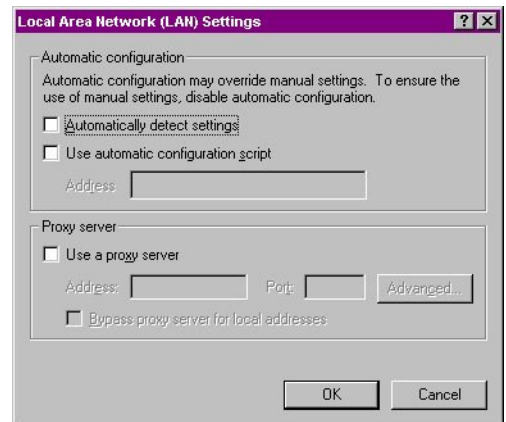 Local Area Network (LAN) Settings
Automatic configuration
Automatic configuration may override manual settings. To ensure the
use of manual settings, disable automatic configuration.
Automatically detect settings
Use automatic configuration script
Address
Proxy server
Use a proxy server
Address: Port: Advanced...
Bypass proxy server for local addresses
OK Cancel